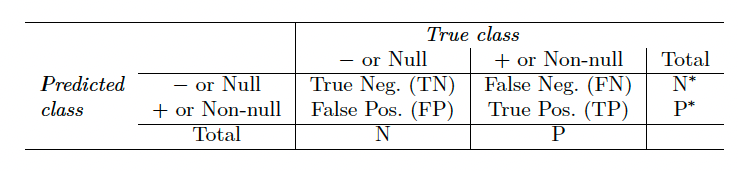 True class
− or Null + or Non-null Total
Predicted − or Null True Neg. (TN) False Neg. (FN) N*
class + or Non-null False Pos. (FP) True Pos. (TP) P*
Total N P